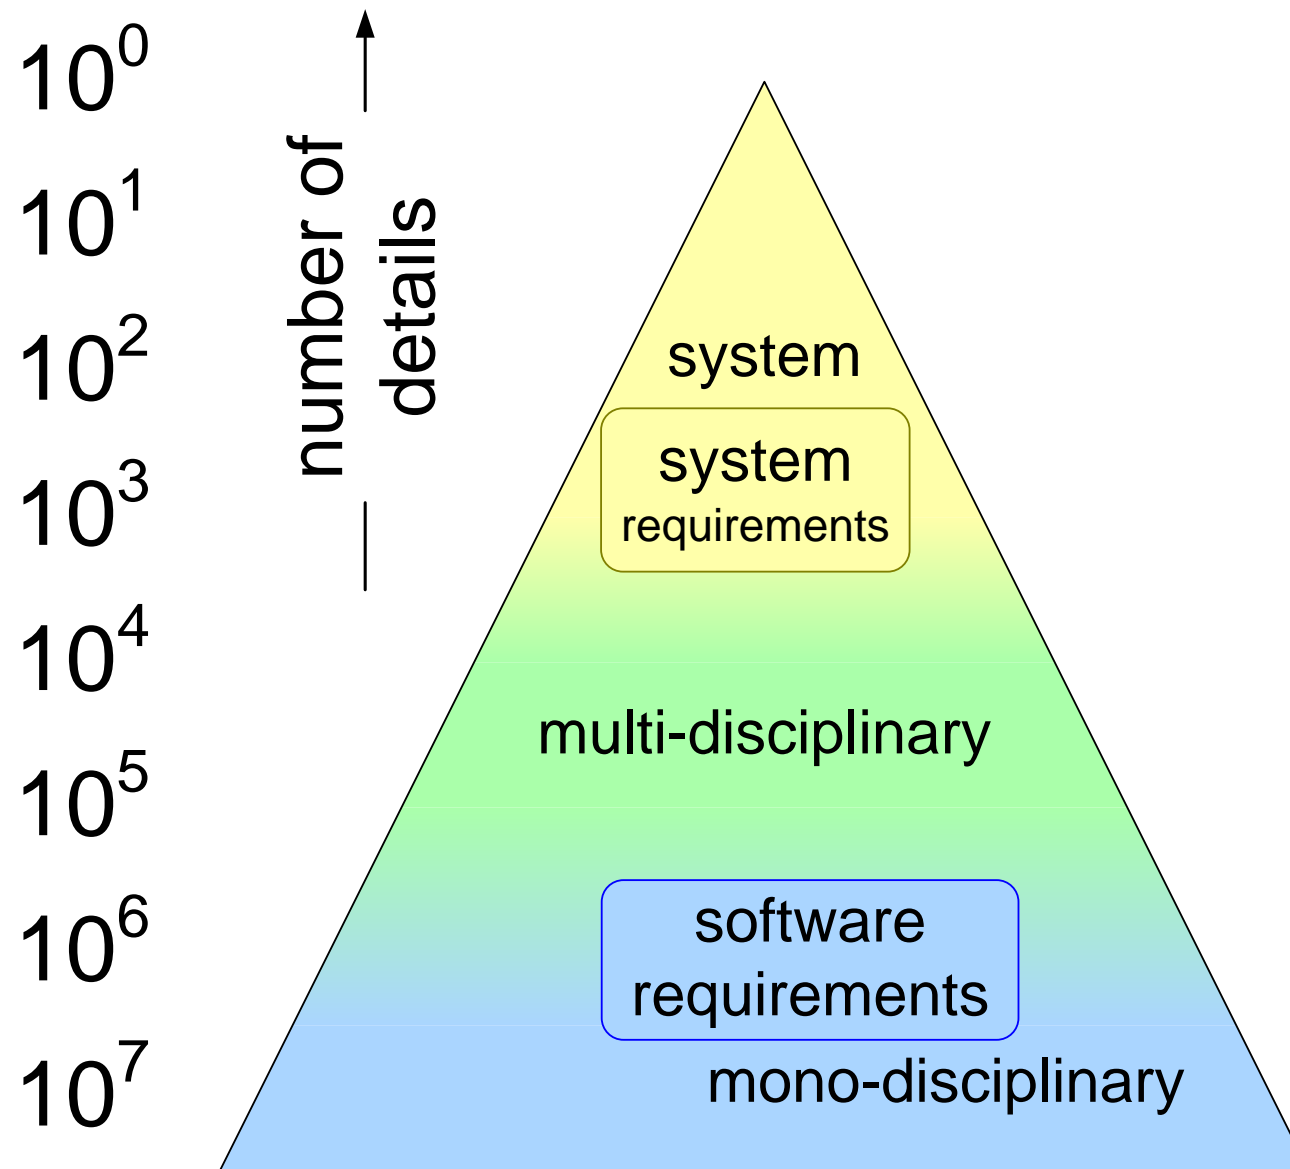 10^0
10^1
10^2
10^3
10^4
10^5
10^6
10^7
number of
details
system
system
requirements
multi-disciplinary
software
requirements
mono-disciplinary